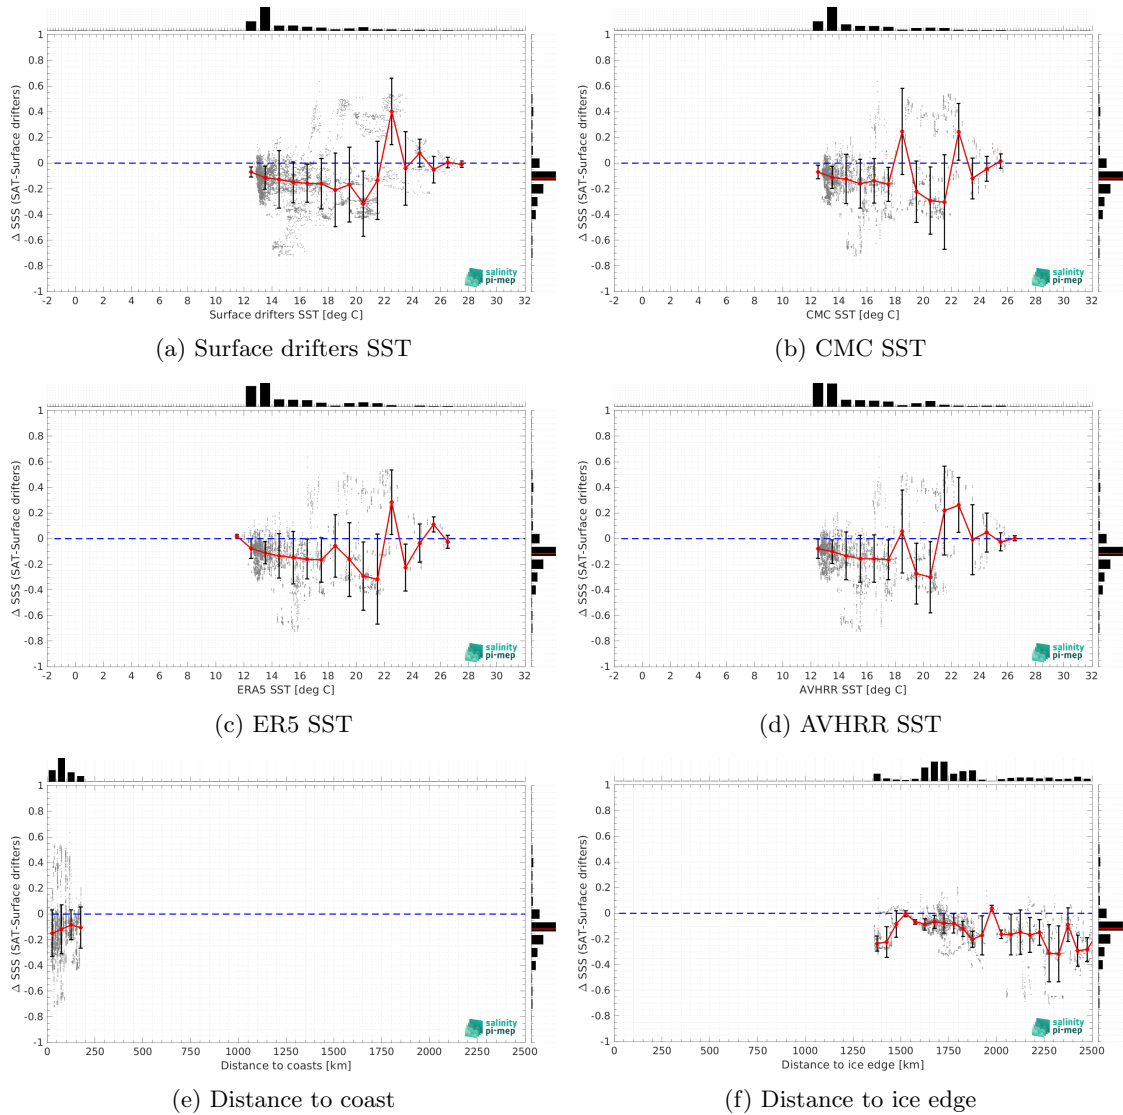 1
0.8
0.6
0.4
0.2
0
-0.2
-0.4
-0.6
-0.8
-1
Δ SSS (SAT-Surface drifters)
salinity
pi-mep
-2 0 2 4 6 8 10 12 14 16 18 20 22 24 26 28 30 32
Surface drifters SST [deg C]
(a) Surface drifters SST
1
0.8
0.6
0.4
0.2
0
-0.2
-0.4
-0.6
-0.8
-1
Δ SSS (SAT-Surface drifters)
salinity
pi-mep
-2 0 2 4 6 8 10 12 14 16 18 20 22 24 26 28 30 32
CMC SST [deg C]
(b) CMC SST
1
0.8
0.6
0.4
0.2
0
-0.2
-0.4
-0.6
-0.8
-1
Δ SSS (SAT-Surface drifters)
salinity
pi-mep
-2 0 2 4 6 8 10 12 14 16 18 20 22 24 26 28 30 32
ERA5 SST [deg C]
(c) ER5 SST
1
0.8
0.6
0.4
0.2
0
-0.2
-0.4
-0.6
-0.8
-1
Δ SSS (SAT-Surface drifters)
salinity
pi-mep
-2 0 2 4 6 8 10 12 14 16 18 20 22 24 26 28 30 32
AVHRR SST [deg C]
(d) AVHRR SST
1
0.8
0.6
0.4
0.2
0
-0.2
-0.4
-0.6
-0.8
-1
Δ SSS (SAT-Surface drifters)
salinity
pi-mep
0 250 500 750 1000 1250 1500 1750 2000 2250 2500
Distance to coasts [km]
(e) Distance to coast
1
0.8
0.6
0.4
0.2
0
-0.2
-0.4
-0.6
-0.8
-1
Δ SSS (SAT-Surface drifters)
salinity
pi-mep
0 250 500 750 1000 1250 1500 1750 2000 2250 2500
Distance to ice edge [km]
(f) Distance to ice edge